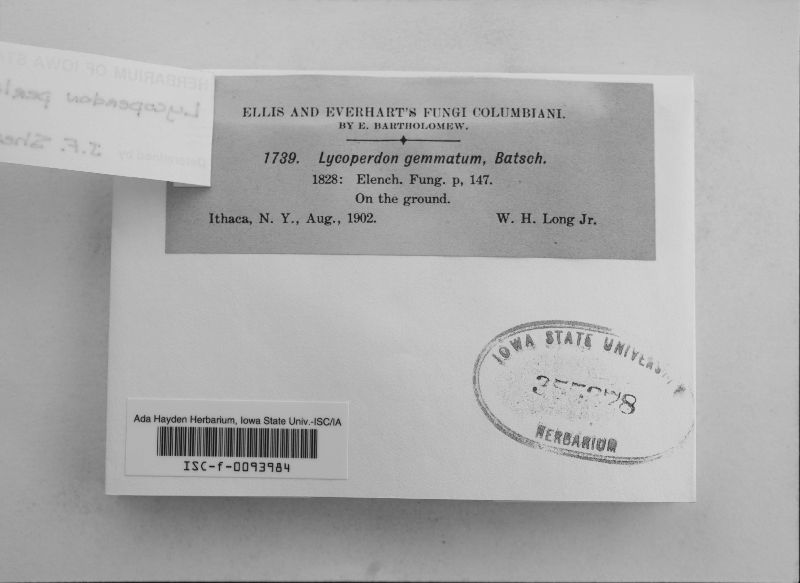 ELLIS AND EVERHART'S FUNGI COLUMBIANI.
BY E. BARTHOLOMEW.
1739. Lycoperdon gemmatum, Batsch.
1828: Elench. Fung. p, 147.
On the ground.
Ithaca, N. Y., Aug., 1902. W. H. Long Jr.
HERBARIUM OF IOWA STA
Lycoperdon
J.F.
Determined by
IOWA STATE UNIVERSITY
HERBARIUM
Ada Hayden Herbarium, Iowa State Univ.-ISC/IA
ISC-f-0093984